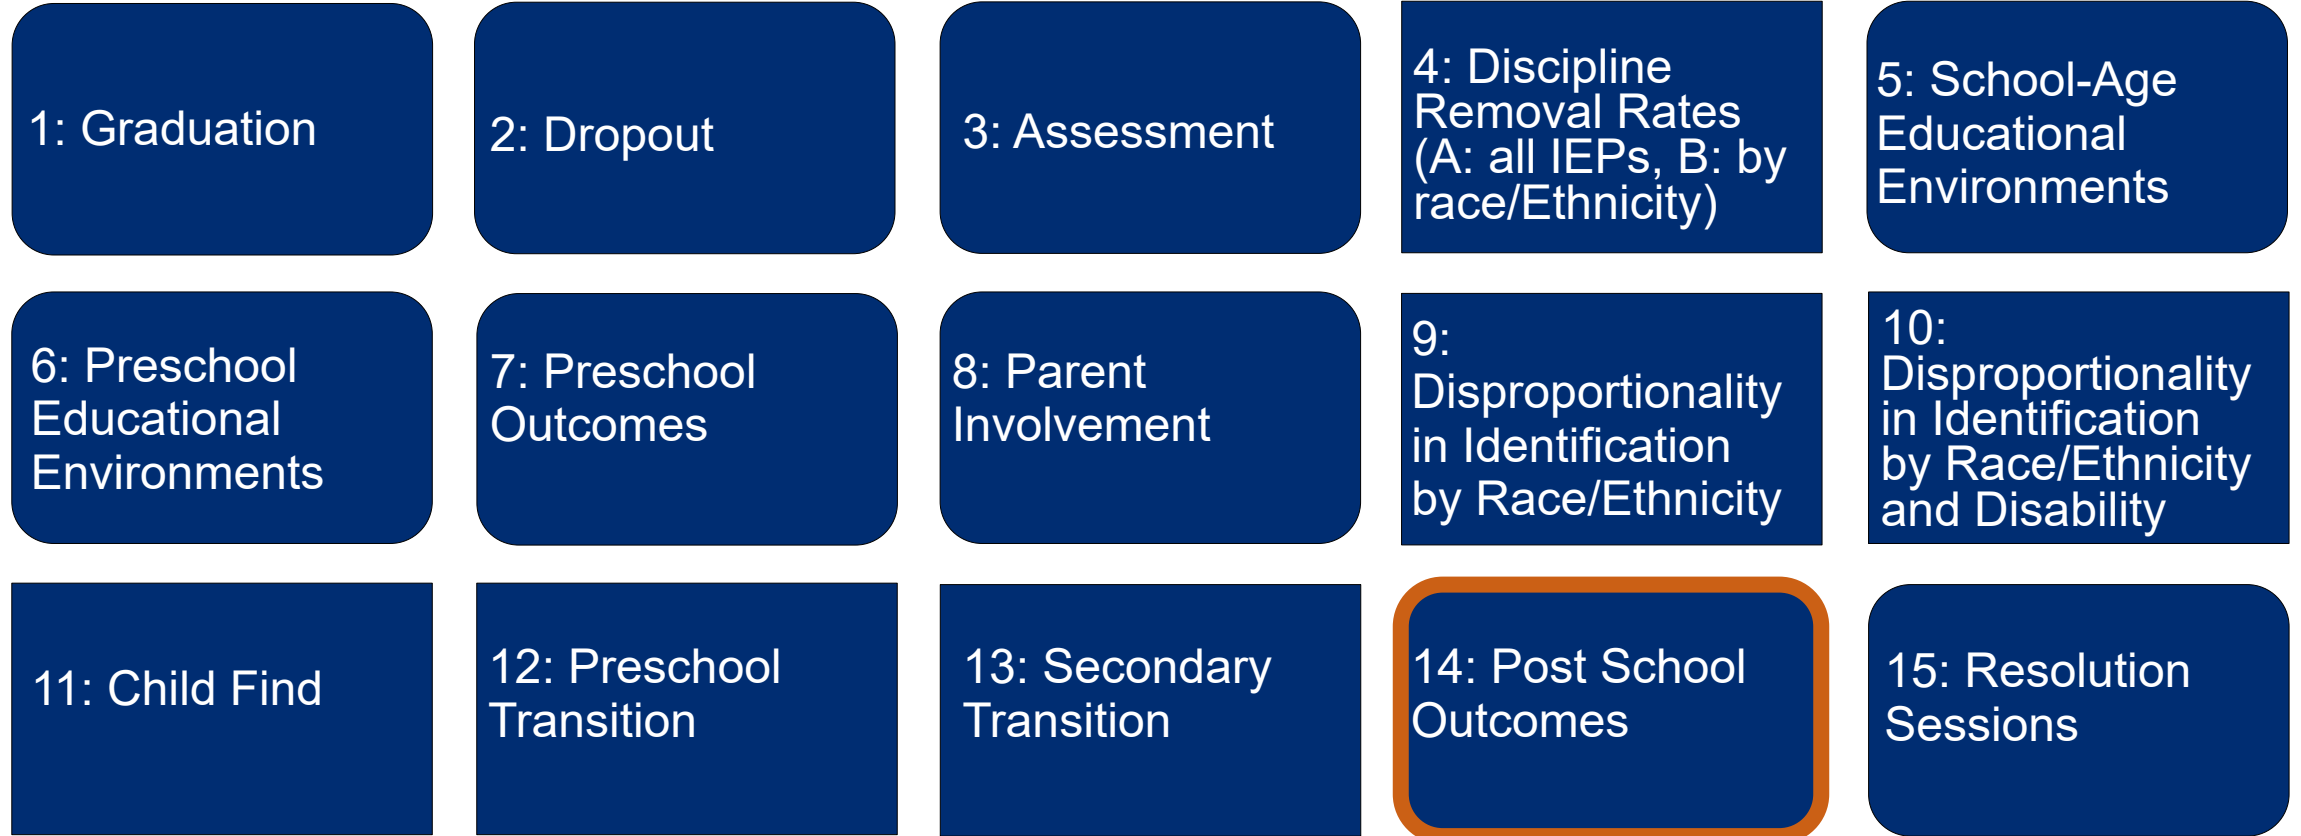 1: Graduation
2: Dropout
3: Assessment
4: Discipline
Removal Rates
(A: all IEPs, B: by
race/Ethnicity)
5: School-Age
Educational
Environments
6: Preschool
Educational
Environments
7: Preschool
Outcomes
8: Parent
Involvement
9:
Disproportionality
in Identification
by Race/Ethnicity
10:
Disproportionality
in Identification
by Race/Ethnicity
and Disability
11: Child Find
12: Preschool
Transition
13: Secondary
Transition
14: Post School
Outcomes
15: Resolution
Sessions